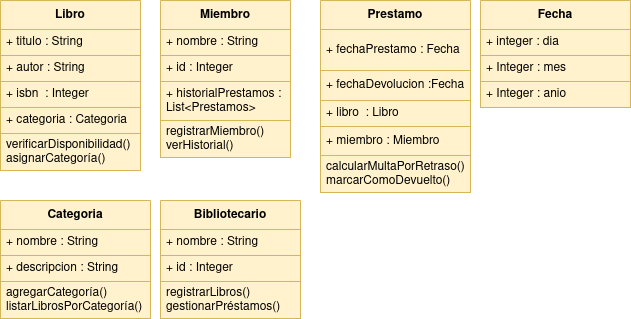 Libro
+ titulo : String
+ autor : String
+ isbn : Integer
+ categoria : Categoria
verificarDisponibilidad()
asignarCategoría()
Miembro
+ nombre : String
+ id : Integer
+ historialPrestamos :
List<Prestamos>
registrarMiembro()
verHistorial()
Prestamo
+ fechaPrestamo : Fecha
+ fechaDevolucion :Fecha
+ libro : Libro
+ miembro : Miembro
calcularMultaPorRetraso()
marcarComoDevuelto()
Fecha
+ integer : dia
+ Integer : mes
+ Integer : anio
Categoria
+ nombre : String
+ descripcion : String
agregarCategoría()
listarLibrosPorCategoría()
Bibliotecario
+ nombre : String
+ id : Integer
registrarLibros()
gestionarPréstamos()